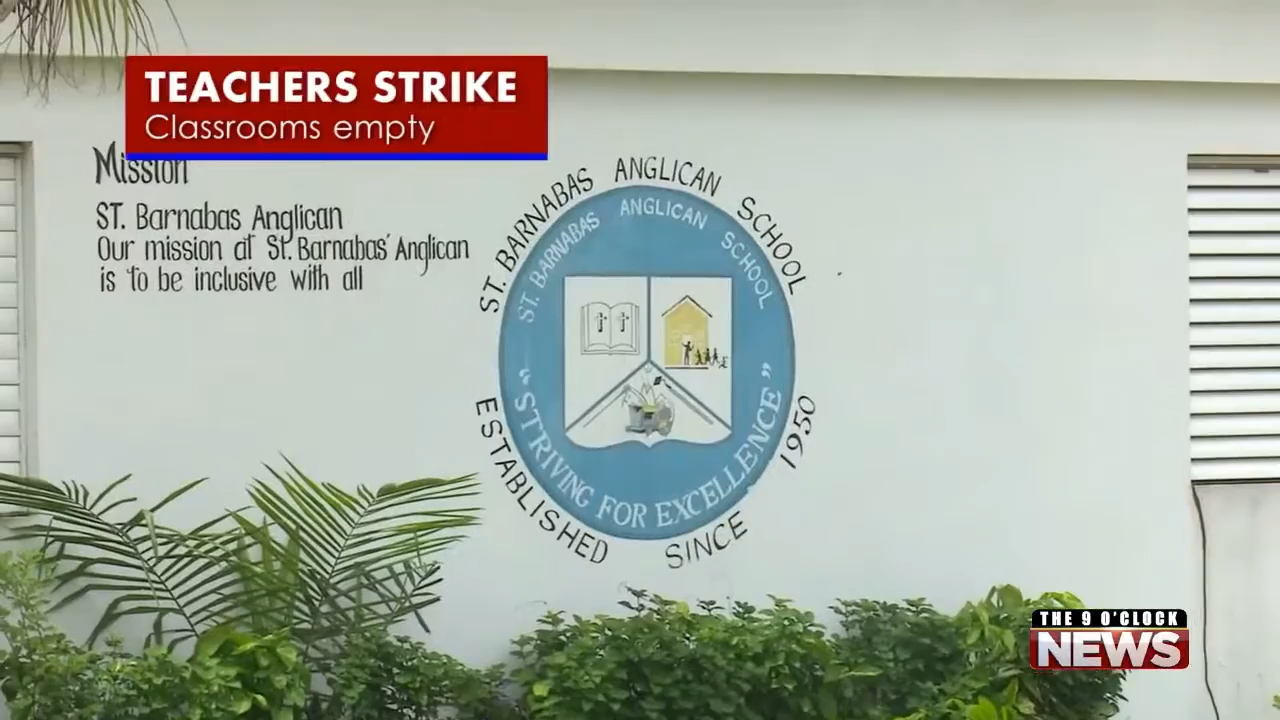 TEACHERS STRIKE
Classrooms empty
Mission
ST. Barnabas Anglican
Our mission at St. Barnabas' Anglican
is to be inclusive with all
ST. BARNABAS ANGLICAN SCHOOL
ST. BARNABAS ANGLICAN SCHOOL
“STRIVING FOR EXCELLENCE”
ESTABLISHED SINCE 1950
THE 9 O'CLOCK
NEWS